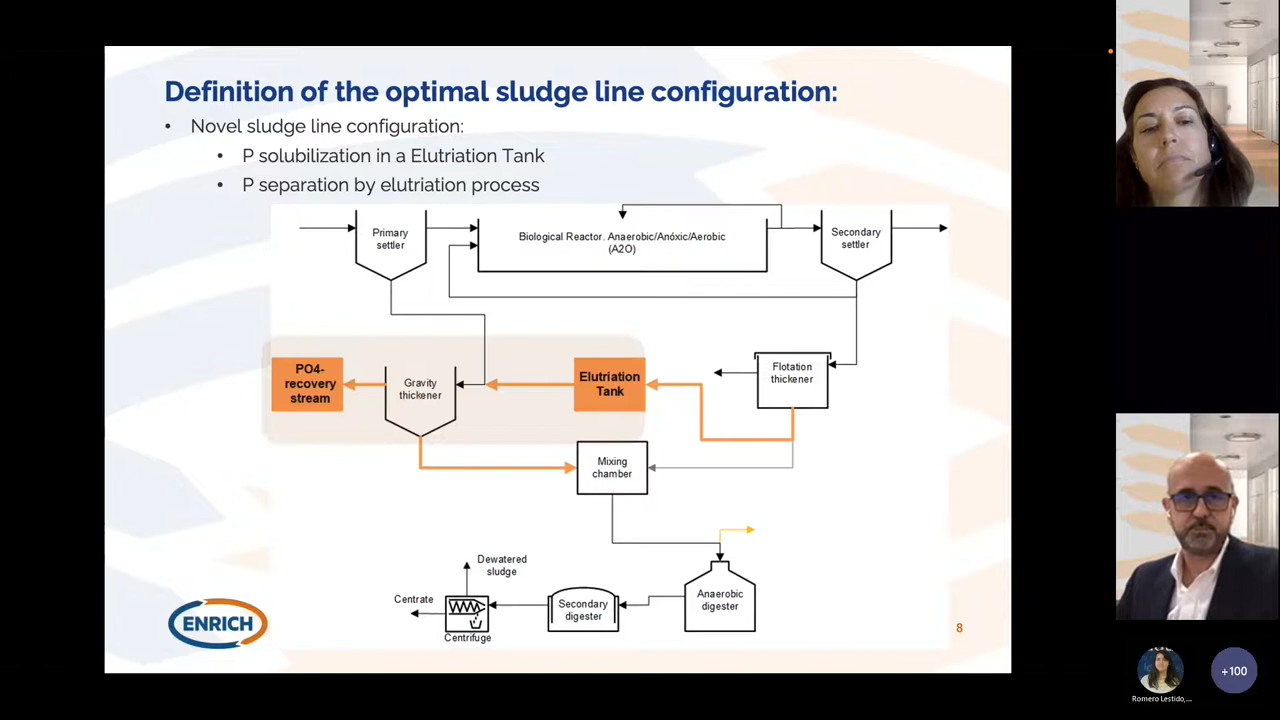 Definition of the optimal sludge line configuration:
• Novel sludge line configuration:
• P solubilization in a Elutriation Tank
• P separation by elutriation process
Primary
settler
Biological Reactor. Anaerobic/Anóxic/Aerobic
(A2O)
Secondary
settler
PO4-
recovery
stream
Gravity
thickener
Elutriation
Tank
Flotation
thickener
Mixing
chamber
Dewatered
sludge
Centrate
Centrifuge
Secondary
digester
Anaerobic
digester
ENRICH
8
+100
Romero Lestido,...